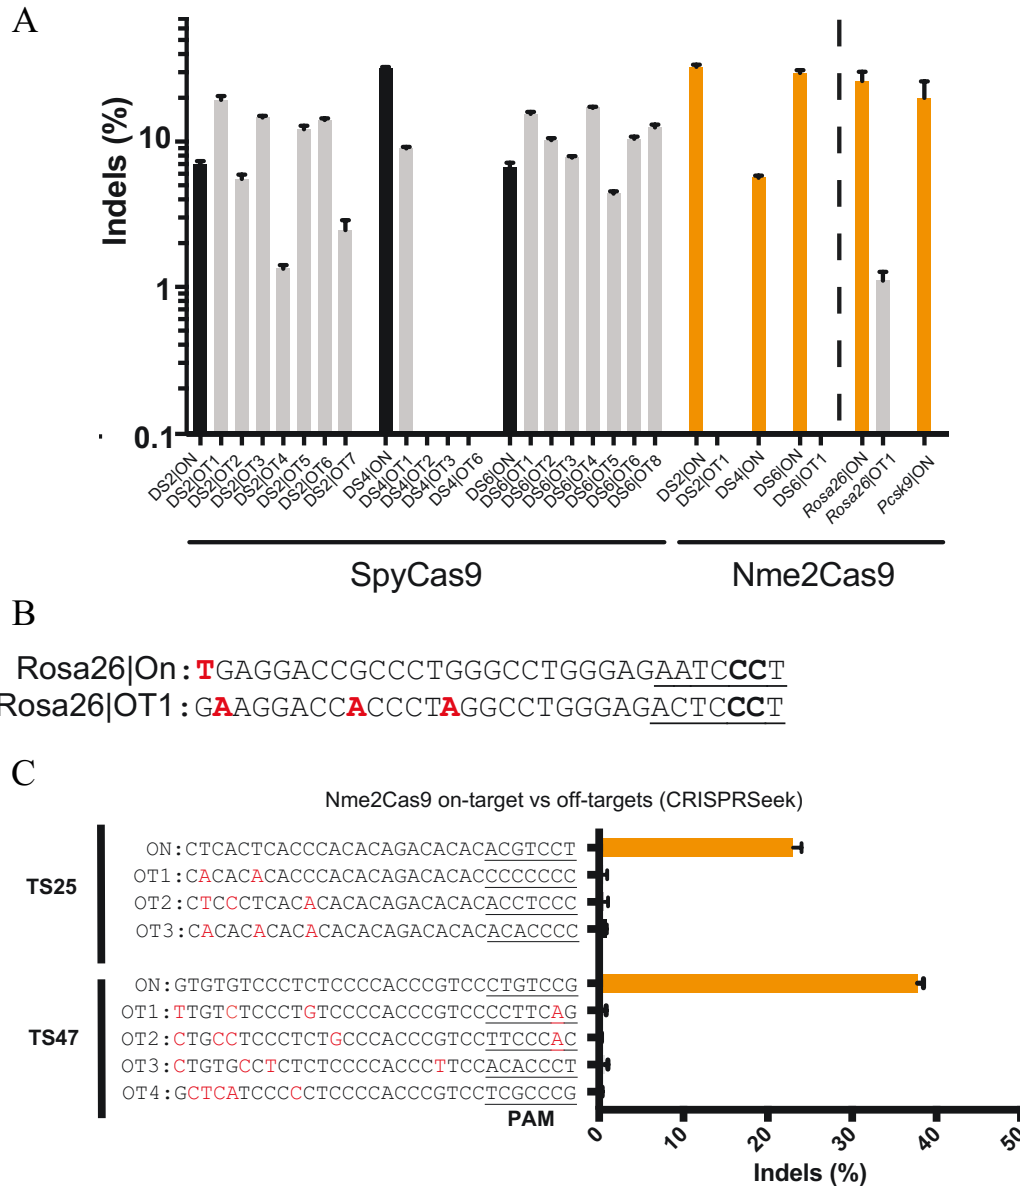 A
Indels (%)
10
1
0.1
DS2|ON
DS2|OT1
DS2|OT2
DS2|OT3
DS2|OT4
DS2|OT5
DS2|OT6
DS2|OT7
DS4|ON
DS4|OT1
DS4|OT2
DS4|OT3
DS4|OT6
DS6|ON
DS6|OT1
DS6|OT2
DS6|OT3
DS6|OT4
DS6|OT5
DS6|OT6
DS6|OT8
DS2|ON
DS2|OT1
DS4|ON
DS6|ON
DS6|OT1
Rosa26|ON
Rosa26|OT1
Pcsk9|ON
SpyCas9
Nme2Cas9
B
Rosa26|On:TGAGGACCGCCCTGGGCCTGGGAGAATCCCT
Rosa26|OT1:GAAGGACCACCCTAGGCCTGGGAGACTCCCT
C
Nme2Cas9 on-target vs off-targets (CRISPRSeek)
TS25
ON:CTCACTCACCCACACAGACACACACGTCCT
OT1:CACACACACCCACACAGACACACCCCCCCC
OT2:CTCCCTCACACACACAGACACACACCTCCC
OT3:CACACACACACACACAGACACACACACCCC
TS47
ON:GTGTGTCCCTCTCCCCACCCGTCCCTGTCCG
OT1:TTGTCTCCCTGTCCCCACCCGTCCCCTTCAG
OT2:CTGCCTCCCTCTGCCCACCCGTCCTTCCCAC
OT3:CTGTGCCTCTCTCCCCACCCTTCCACACCCT
OT4:GCTCATCCCCCTCCCCACCCGTCCTCGCCCG
PAM
0
10
20
30
40
50
Indels (%)